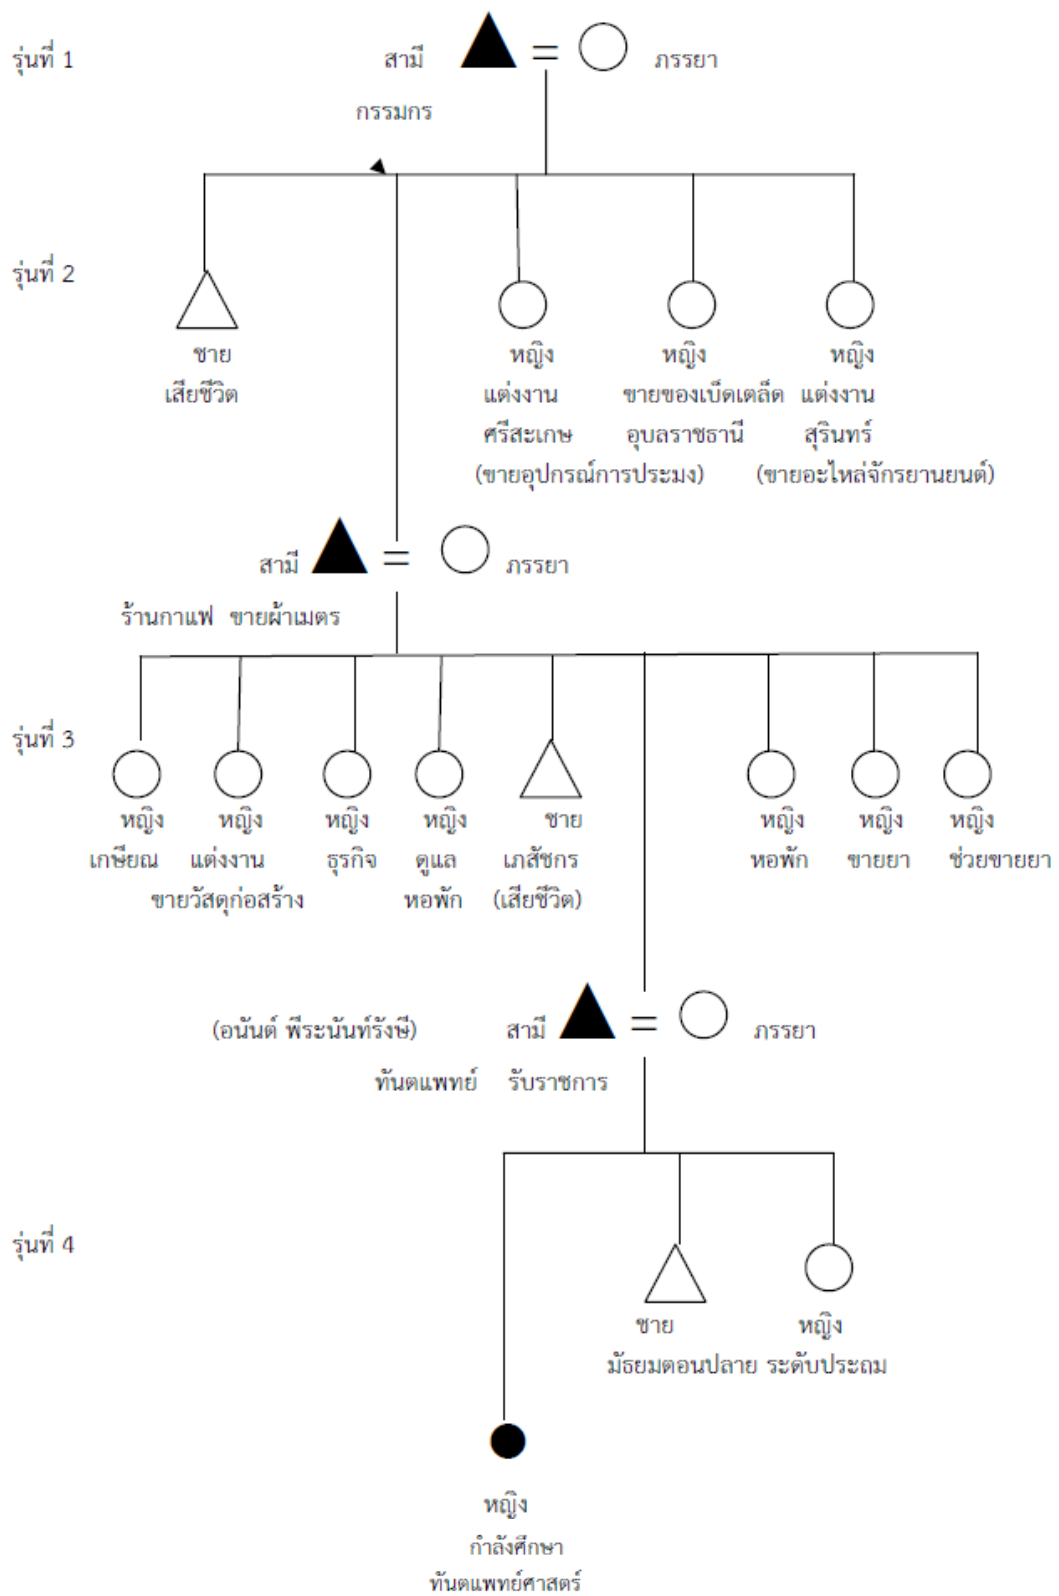 รุ่นที่ 1
สามี = ภรรยา
กรรมกร
รุ่นที่ 2
ชาย หญิง หญิง หญิง
เสียชีวิต แต่งงาน ขายของเบ็ดเตล็ด แต่งงาน
ศรีสะเกษ อุบลราชธานี สุรินทร์
(ขายอุปกรณ์การประมง) (ขายอะไหล่จักรยานยนต์)
สามี = ภรรยา
ร้านกาแฟ ขายผ้าเมตร
รุ่นที่ 3
หญิง หญิง หญิง หญิง ชาย หญิง หญิง หญิง
เกษียณ แต่งงาน ธุรกิจ ดูแล เภสัชกร หอพัก ขายยา ช่วยขายยา
ขายวัสดุก่อสร้าง หอพัก (เสียชีวิต)
(อนันต์ พีระนันท์รังษี) สามี = ภรรยา
ทันตแพทย์ รับราชการ
รุ่นที่ 4
ชาย หญิง
มัธยมตอนปลาย ระดับประถม
หญิง
กำลังศึกษา
ทันตแพทย์ศาสตร์